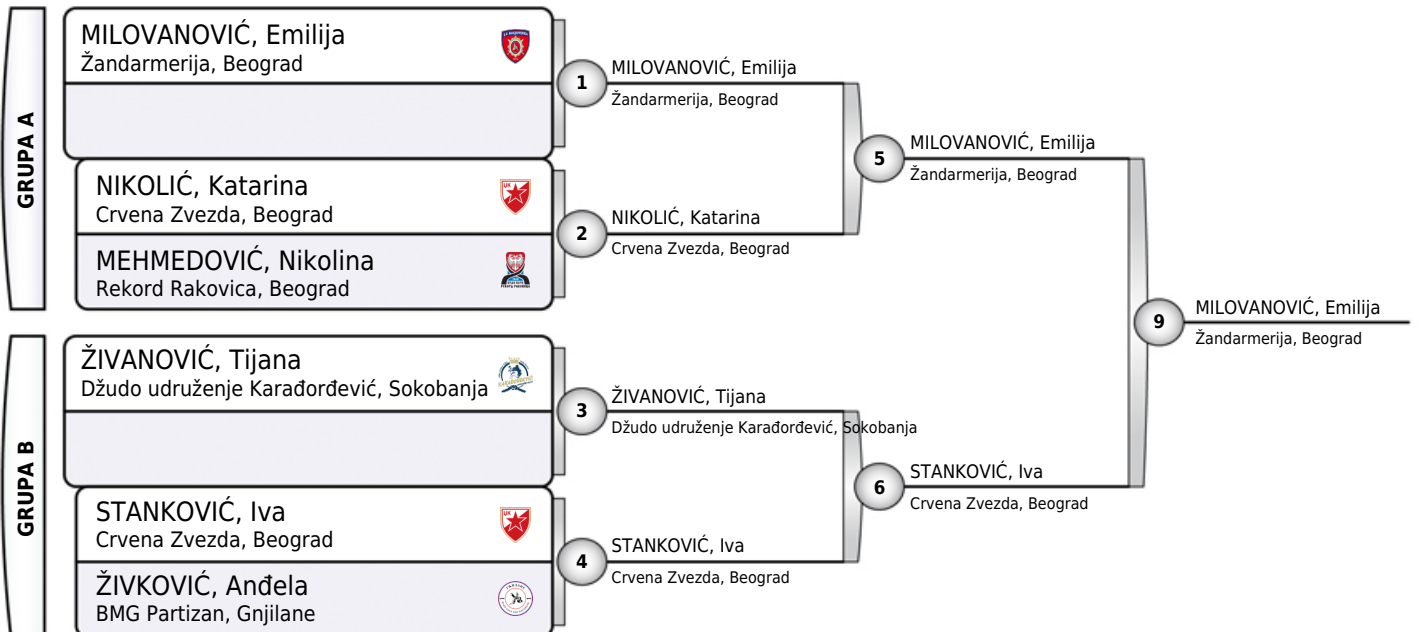 GRUPA A
MILOVANOVIĆ, Emilija
Žandarmerija, Beograd
NIKOLIĆ, Katarina
Crvena Zvezda, Beograd
MEHMEDOVIĆ, Nikolina
Rekord Rakovica, Beograd
GRUPA B
ŽIVANOVIĆ, Tijana
Džudo udruženje Karađorđević, Sokobanja
STANKOVIĆ, Iva
Crvena Zvezda, Beograd
ŽIVKOVIĆ, Anđela
BMG Partizan, Gnjilane
1
MILOVANOVIĆ, Emilija
Žandarmerija, Beograd
2
NIKOLIĆ, Katarina
Crvena Zvezda, Beograd
3
ŽIVANOVIĆ, Tijana
Džudo udruženje Karađorđević, Sokobanja
4
STANKOVIĆ, Iva
Crvena Zvezda, Beograd
5
MILOVANOVIĆ, Emilija
Žandarmerija, Beograd
6
STANKOVIĆ, Iva
Crvena Zvezda, Beograd
9
MILOVANOVIĆ, Emilija
Žandarmerija, Beograd